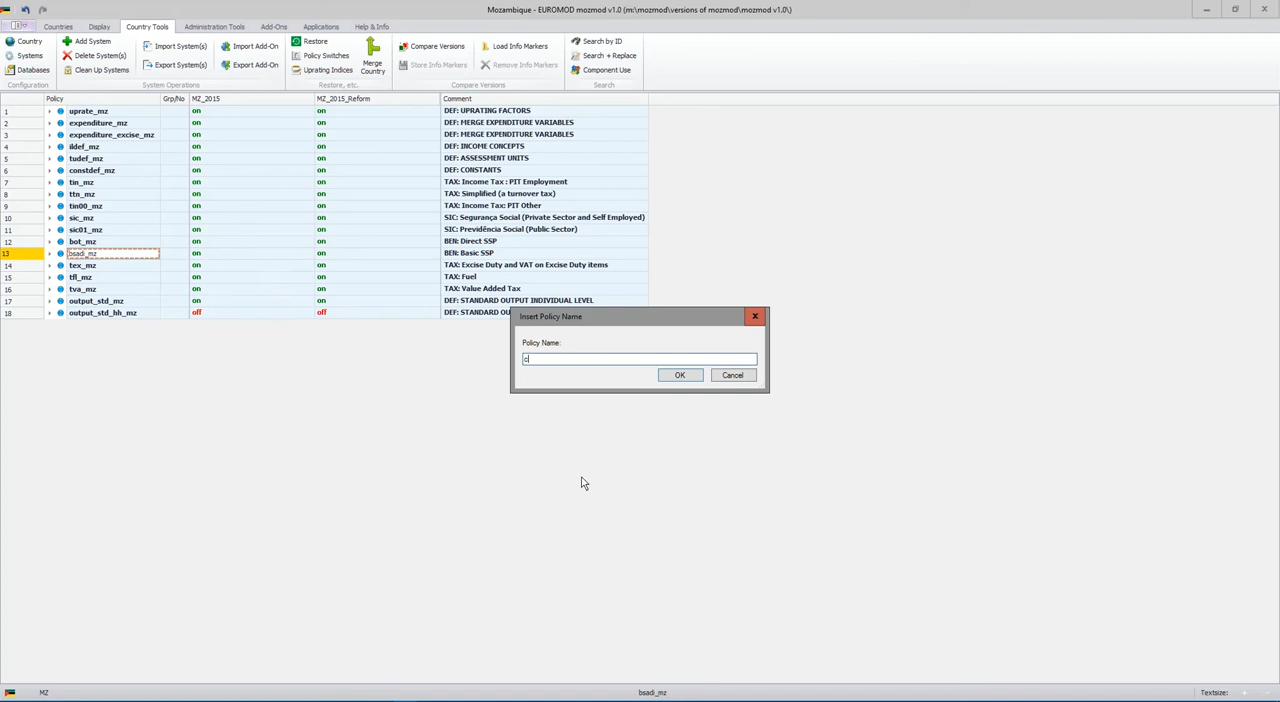 Mozambique - EUROMOD mozmod v1.0 (m:\mozmod\versions of mozmod\mozmod v1.0\)
Countries Display Country Tools Administration Tools Add-Ons Applications Help & Info
Country Add System Import System(s) Import Add-On Restore Compare Versions Load Info Markers Search by ID
Systems Delete System(s) Policy Switches Merge Country Search + Replace
Databases Clean Up Systems Export System(s) Export Add-On Uprating Indices Store Info Markers Remove Info Markers Component Use
Configuration System Operations Restore, etc. Compare Versions Search
Policy Grp/No MZ_2015 MZ_2015_Reform Comment
1 uprate_mz on on DEF: UPRATING FACTORS
2 expenditure_mz on on DEF: MERGE EXPENDITURE VARIABLES
3 expenditure_excise_mz on on DEF: MERGE EXPENDITURE VARIABLES
4 ildef_mz on on DEF: INCOME CONCEPTS
5 tudef_mz on on DEF: ASSESSMENT UNITS
6 constdef_mz on on DEF: CONSTANTS
7 tin_mz on on TAX: Income Tax : PIT Employment
8 ttn_mz on on TAX: Simplified (a turnover tax)
9 tin00_mz on on TAX: Income Tax: PIT Other
10 sic_mz on on SIC: Segurança Social (Private Sector and Self Employed)
11 sic01_mz on on SIC: Previdência Social (Public Sector)
12 bot_mz on on BEN: Direct SSP
13 bsadi_mz on on BEN: Basic SSP
14 tex_mz on on TAX: Excise Duty and VAT on Excise Duty items
15 tfl_mz on on TAX: Fuel
16 tva_mz on on TAX: Value Added Tax
17 output_std_mz on on DEF: STANDARD OUTPUT INDIVIDUAL LEVEL
18 output_std_hh_mz off off DEF: STANDARD OU
Insert Policy Name
Policy Name:
c
OK Cancel
MZ bsadi_mz Textsize: